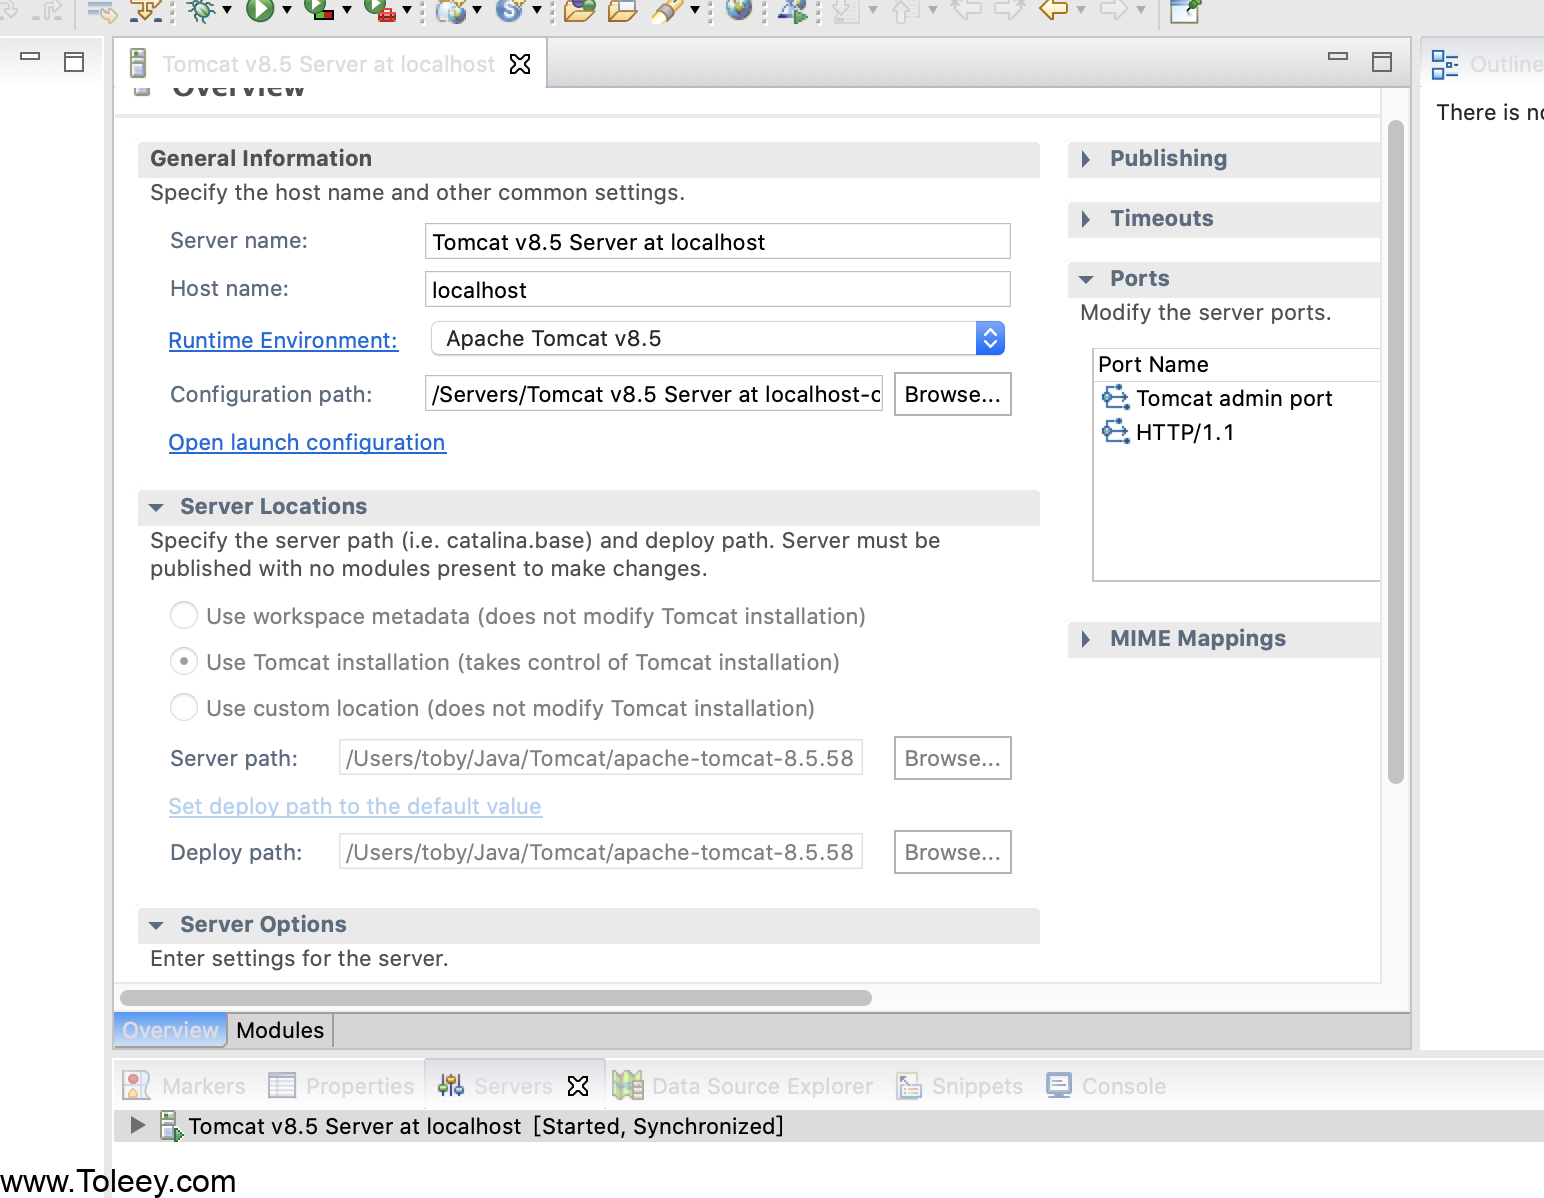 Tomcat v8.5 Server at localhost
Outline
Overview
There is no
General Information
Specify the host name and other common settings.
Server name:
Tomcat v8.5 Server at localhost
Host name:
localhost
Runtime Environment:
Apache Tomcat v8.5
Configuration path:
/Servers/Tomcat v8.5 Server at localhost-c
Browse...
Open launch configuration
Server Locations
Specify the server path (i.e. catalina.base) and deploy path. Server must be
published with no modules present to make changes.
Use workspace metadata (does not modify Tomcat installation)
Use Tomcat installation (takes control of Tomcat installation)
Use custom location (does not modify Tomcat installation)
Server path:
/Users/toby/Java/Tomcat/apache-tomcat-8.5.58
Browse...
Set deploy path to the default value
Deploy path:
/Users/toby/Java/Tomcat/apache-tomcat-8.5.58
Browse...
Server Options
Enter settings for the server.
Publishing
Timeouts
Ports
Modify the server ports.
Port Name
Tomcat admin port
HTTP/1.1
MIME Mappings
Overview
Modules
Markers
Properties
Servers
Data Source Explorer
Snippets
Console
Tomcat v8.5 Server at localhost [Started, Synchronized]
www.Toleey.com